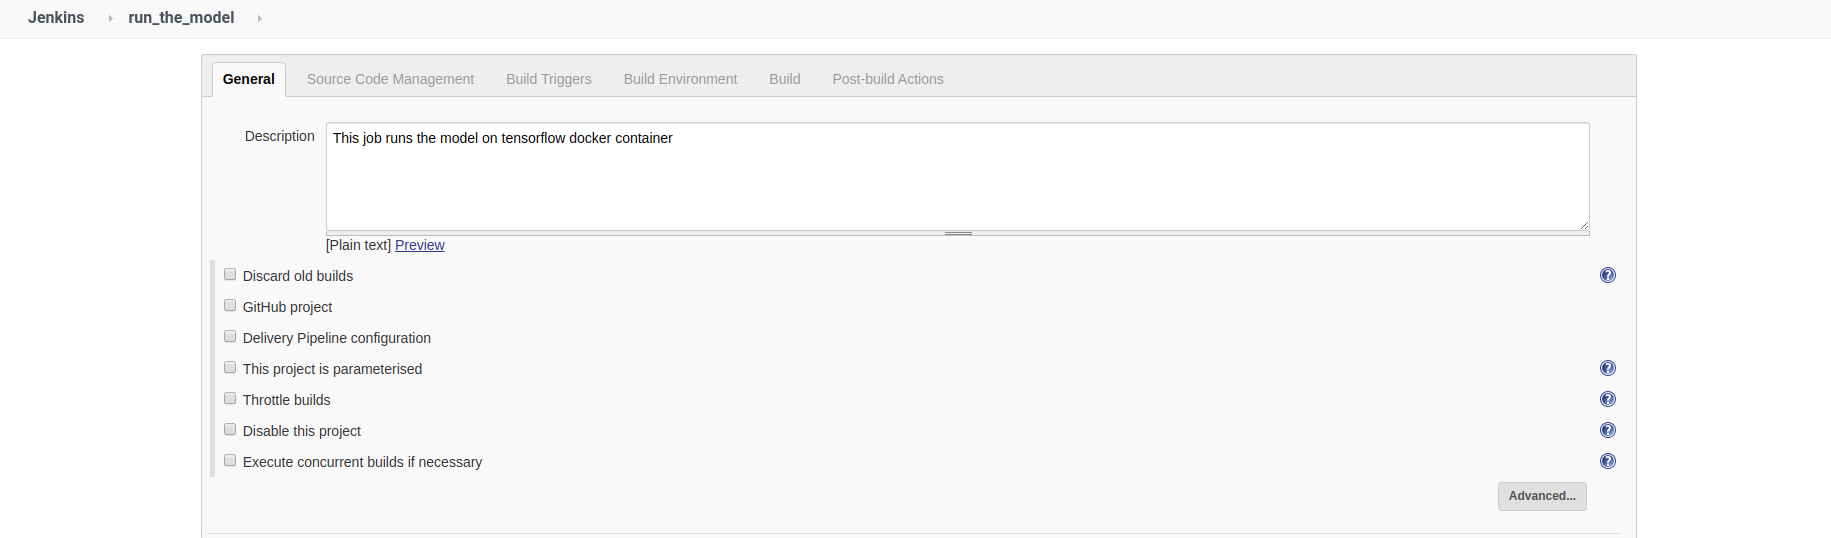 Jenkins run_the_model
General Source Code Management Build Triggers Build Environment Build Post-build Actions
Description This job runs the model on tensorflow docker container
[Plain text] Preview
Discard old builds ?
GitHub project
Delivery Pipeline configuration
This project is parameterised ?
Throttle builds ?
Disable this project ?
Execute concurrent builds if necessary ?
Advanced...